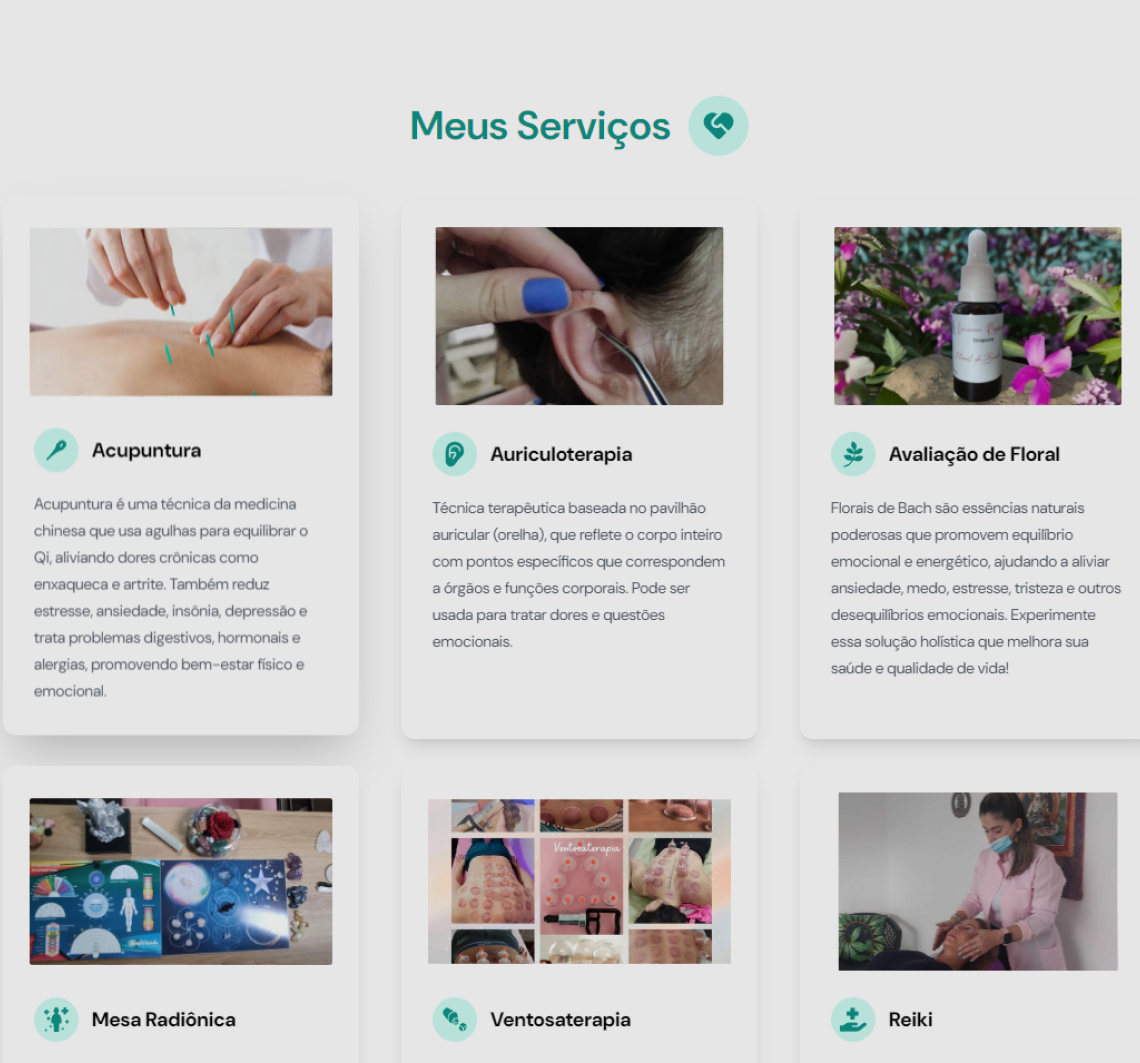 Meus Serviços
Acupuntura
Acupuntura é uma técnica da medicina
chinesa que usa agulhas para equilibrar o
Qi, aliviando dores crônicas como
enxaqueca e artrite. Também reduz
estresse, ansiedade, insônia, depressão e
trata problemas digestivos, hormonais e
alergias, promovendo bem-estar físico e
emocional.
Auriculoterapia
Técnica terapêutica baseada no pavilhão
auricular (orelha), que reflete o corpo inteiro
com pontos específicos que correspondem
a órgãos e funções corporais. Pode ser
usada para tratar dores e questões
emocionais.
Avaliação de Floral
Florais de Bach são essências naturais
poderosas que promovem equilíbrio
emocional e energético, ajudando a aliviar
ansiedade, medo, estresse, tristeza e outros
desequilíbrios emocionais. Experimente
essa solução holística que melhora sua
saúde e qualidade de vida!
Ventosaterapia
Mesa Radiônica
Ventosaterapia
Reiki